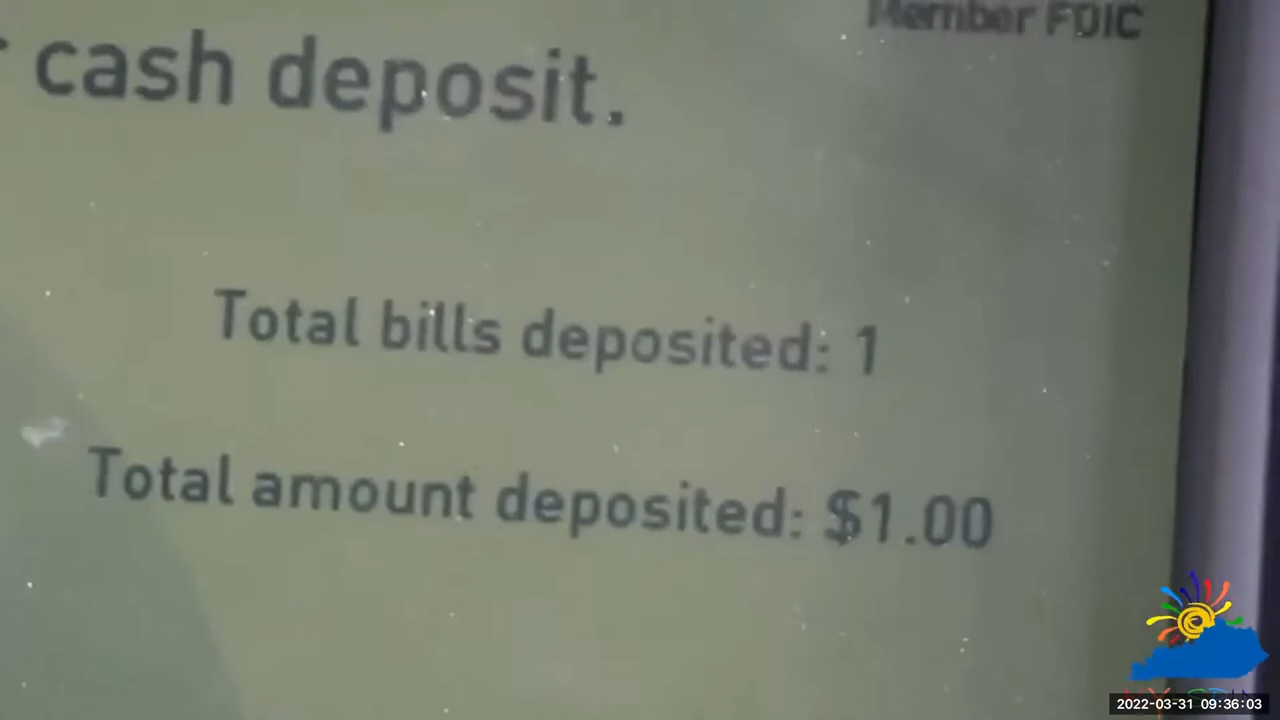 Member FDIC
cash deposit.
Total bills deposited: 1
Total amount deposited: $1.00
2022-03-31 09:36:03